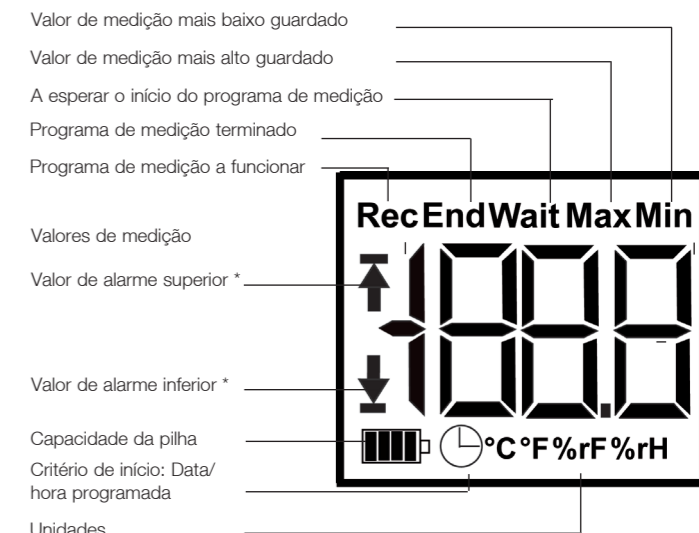 Valor de medição mais baixo guardado
Valor de medição mais alto guardado
A esperar o início do programa de medição
Programa de medição terminado
Programa de medição a funcionar
Rec End Wait Max Min
Valores de medição
Valor de alarme superior *
Valor de alarme inferior *
188.8
Capacidade da pilha
°C °F %rF %rH
Critério de início: Data/
hora programada
Unidades